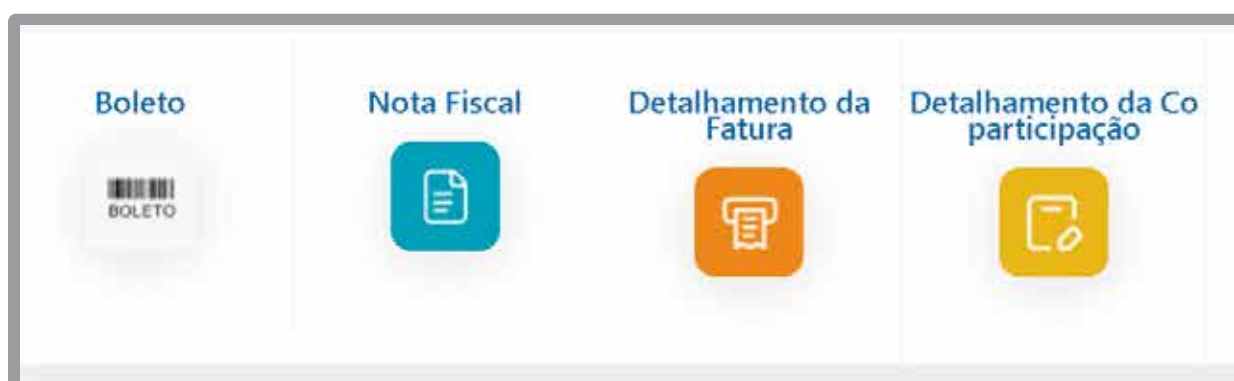 Boleto
BOLETO
Nota Fiscal
Detalhamento da
Fatura
Detalhamento da Co
participação